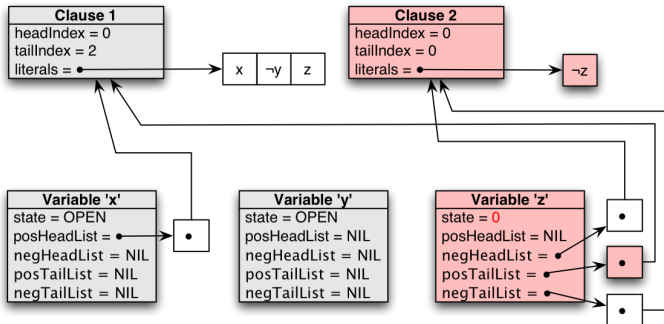 Clause 1
headIndex = 0
tailIndex = 2
literals =
x ¬y z
Clause 2
headIndex = 0
tailIndex = 0
literals =
¬z
Variable 'x'
state = OPEN
posHeadList =
negHeadList = NIL
posTailList = NIL
negTailList = NIL
Variable 'y'
state = OPEN
posHeadList = NIL
negHeadList = NIL
posTailList = NIL
negTailList = NIL
Variable 'z'
state = 0
posHeadList = NIL
negHeadList =
posTailList =
negTailList =